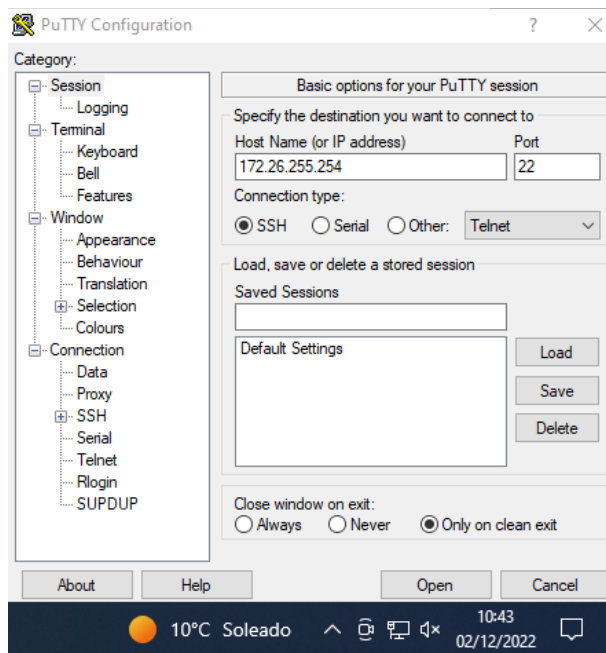 PuTTY Configuration
? ×
Category:
Session
Logging
Terminal
Keyboard
Bell
Features
Window
Appearance
Behaviour
Translation
Selection
Colours
Connection
Data
Proxy
SSH
Serial
Telnet
Rlogin
SUPDUP
Basic options for your PuTTY session
Specify the destination you want to connect to
Host Name (or IP address) Port
172.26.255.254 22
Connection type:
SSH Serial Other: Telnet
Load, save or delete a stored session
Saved Sessions
Default Settings
Load
Save
Delete
Close window on exit:
Always Never Only on clean exit
About Help Open Cancel
10°C Soleado 10:43
02/12/2022